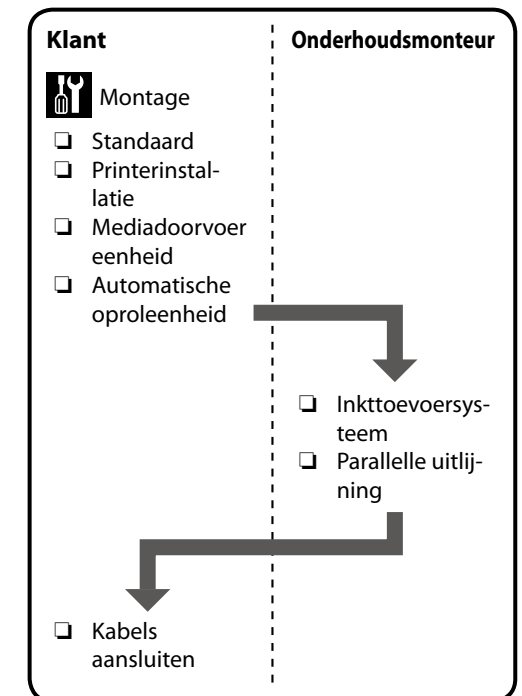 Klant
Onderhoudsmonteur
Montage
❏ Standaard
❏ Printerinstal-
latie
❏ Mediadoorvoer
eenheid
❏ Automatische
oproleenheid
❏ Inkttoevoersys-
teem
❏ Parallelle uitlij-
ning
❏ Kabels
aansluiten